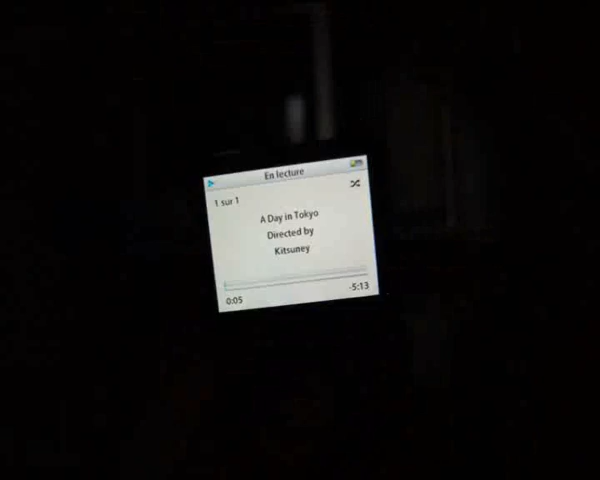 En lecture
1 sur 1
A Day in Tokyo
Directed by
Kitsuney
0:05 -5:13